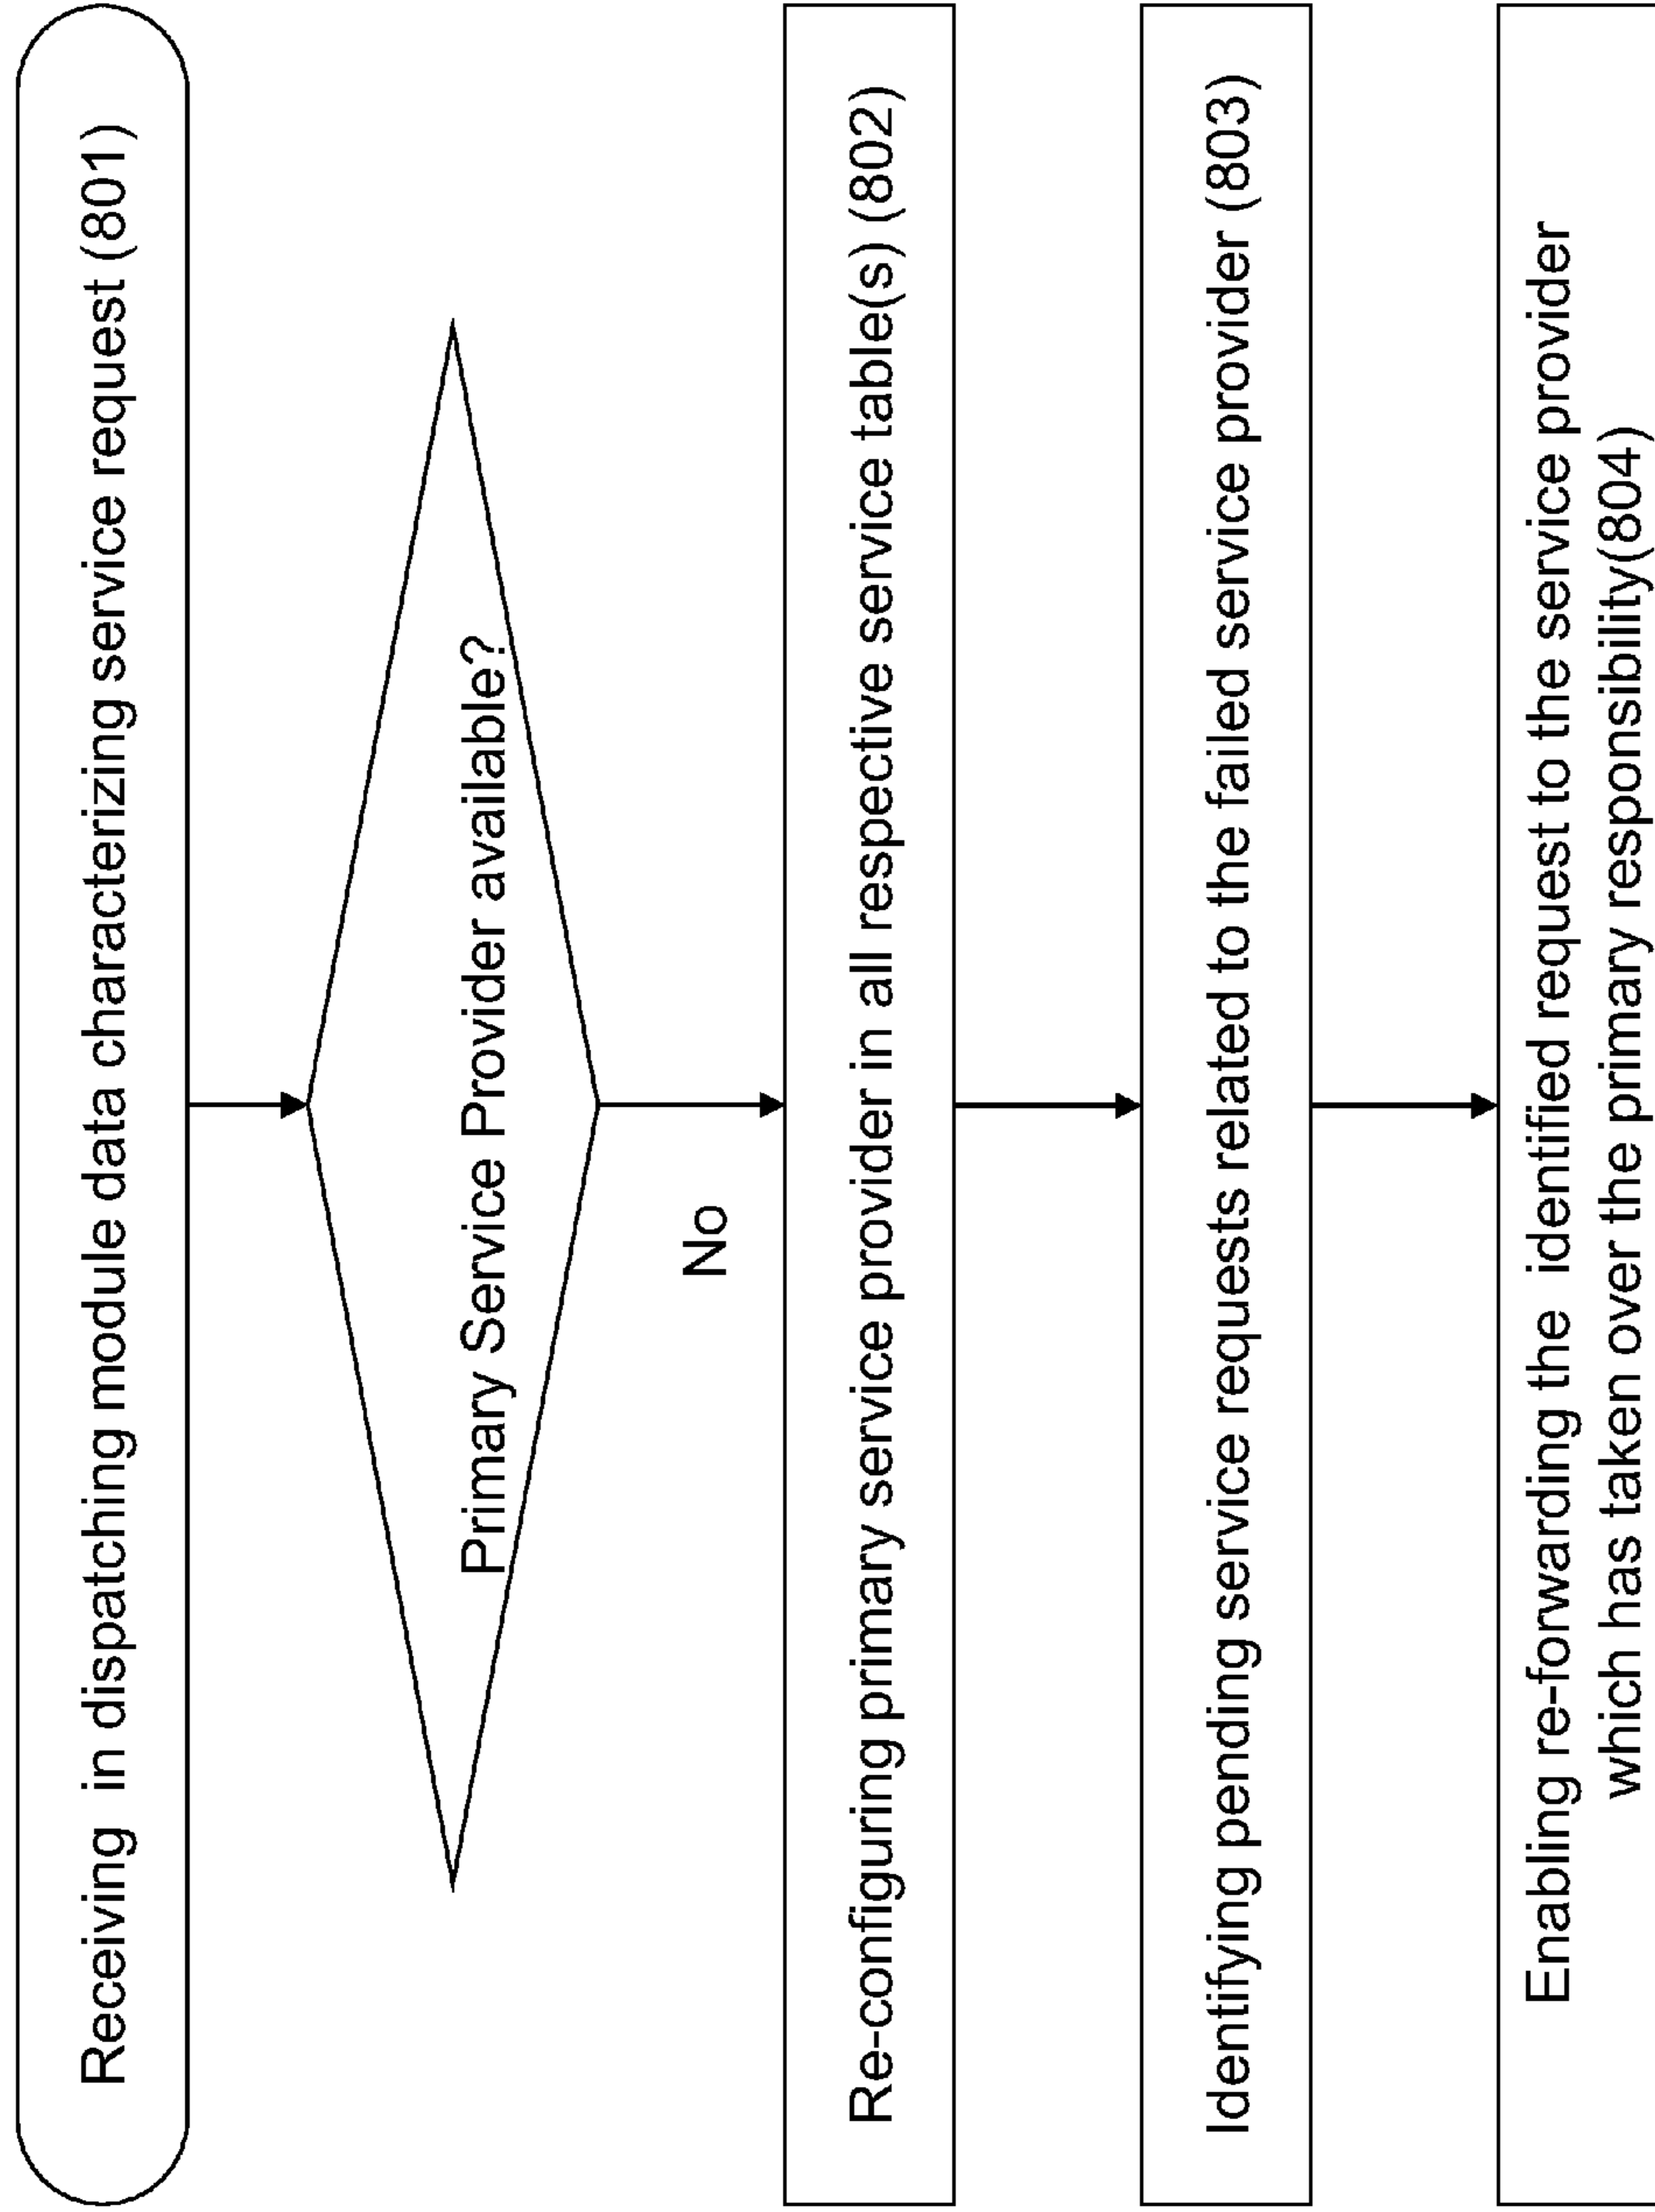 Receiving  in dispatching module data characterizing service request (801)
Primary Service Provider available?
No
Re-configuring primary service provider in all respective service table(s) (802)
Identifying pending service requests related to the failed service provider (803)
Enabling re-forwarding the  identified request to the service provider
which has taken over the primary responsibility(804)